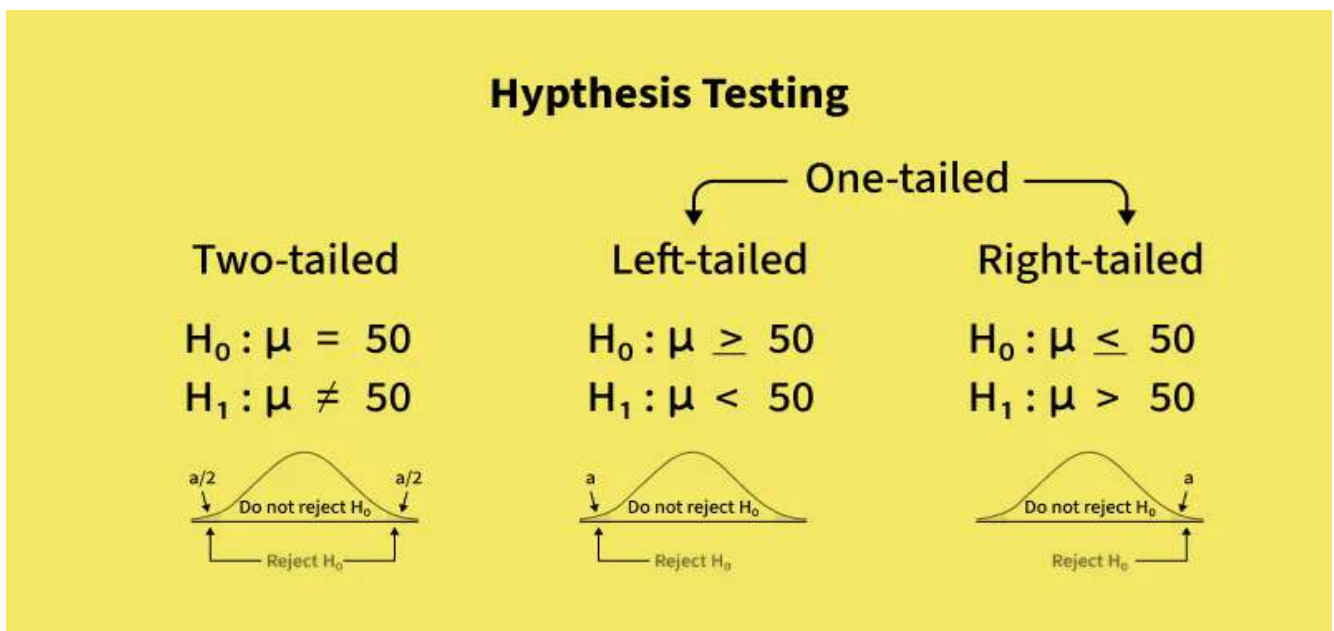 Hypthesis Testing
One-tailed
Two-tailed
H₀ : μ = 50
H₁ : μ ≠ 50
a/2 a/2
Do not reject H₀
Reject H₀
Left-tailed
H₀ : μ ≥ 50
H₁ : μ < 50
a
Do not reject H₀
Reject H₀
Right-tailed
H₀ : μ ≤ 50
H₁ : μ > 50
a
Do not reject H₀
Reject H₀